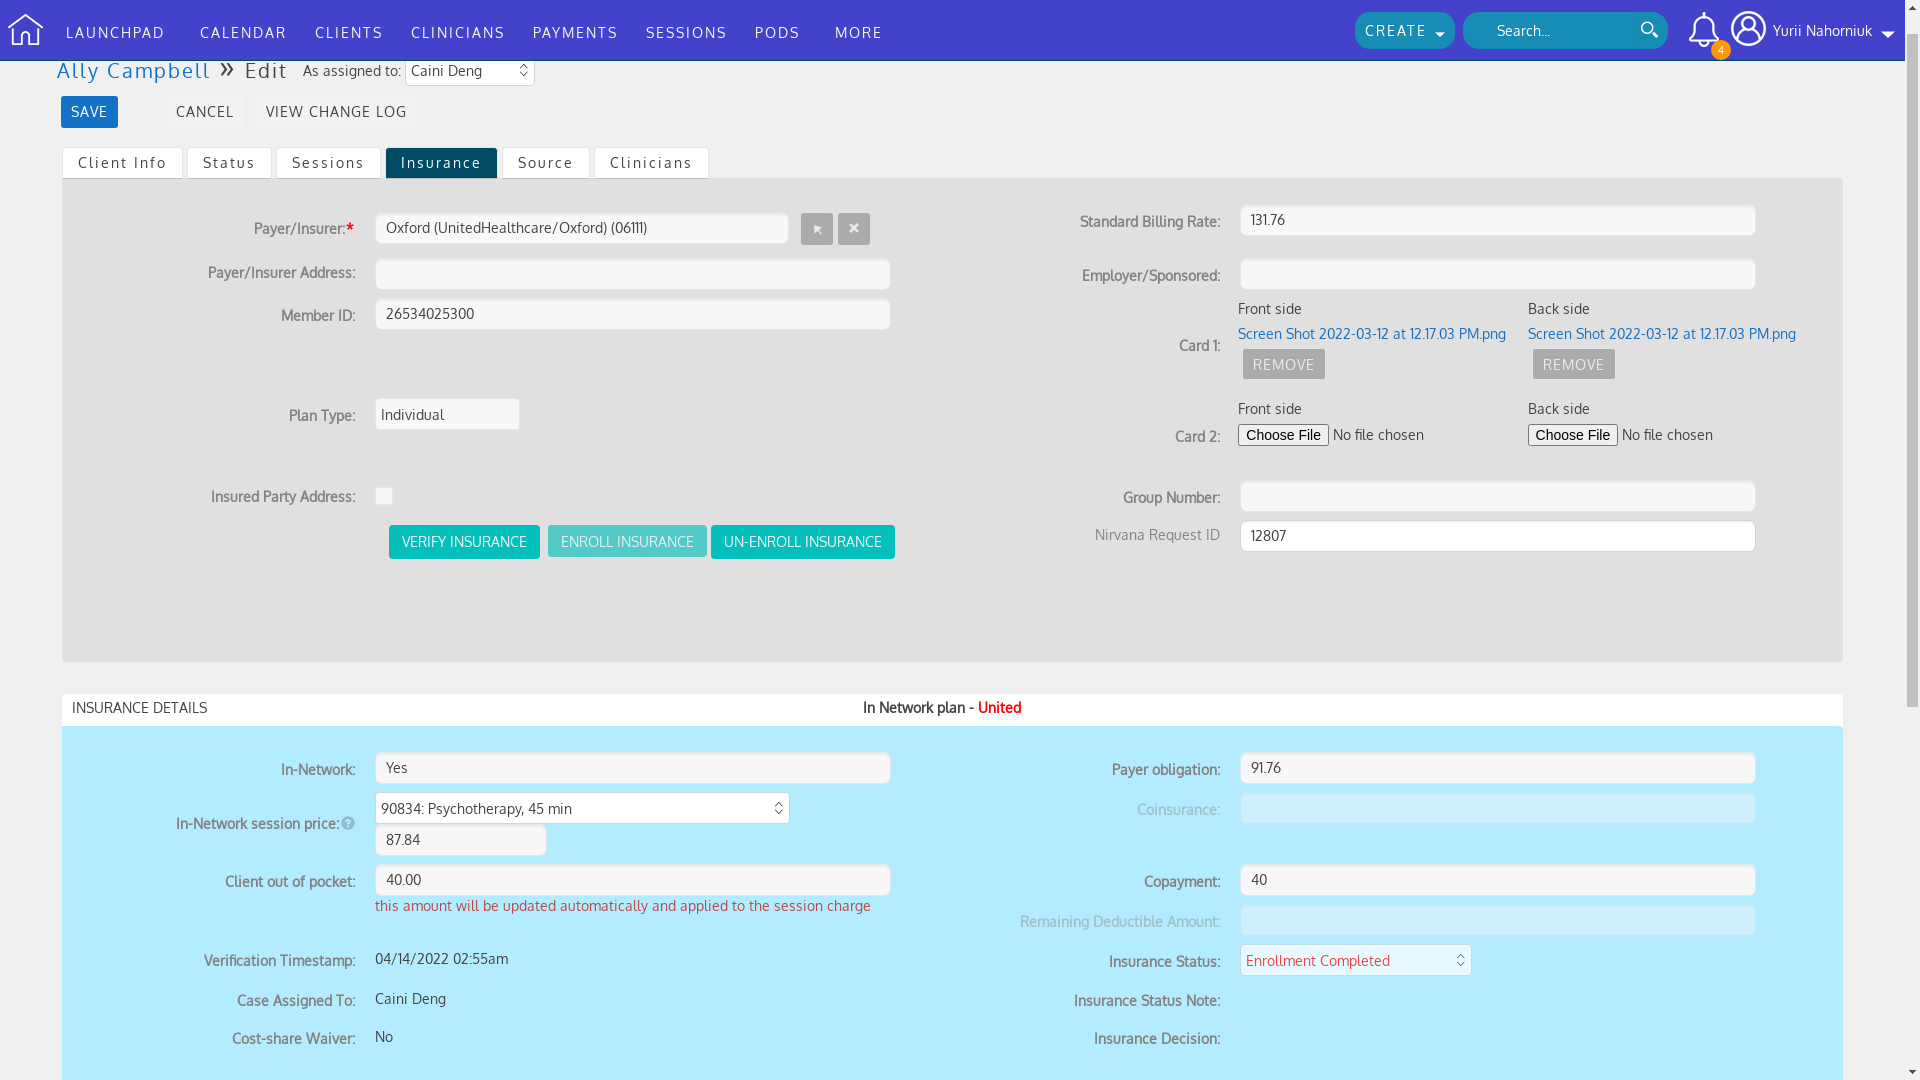 LAUNCHPAD CALENDAR CLIENTS CLINICIANS PAYMENTS SESSIONS PODS MORE CREATE Search... 4 Yurii Nahorniuk
Ally Campbell » Edit As assigned to: Caini Deng
SAVE CANCEL VIEW CHANGE LOG
Client Info Status Sessions Insurance Source Clinicians
Payer/Insurer:* Oxford (UnitedHealthcare/Oxford) (06111)
Payer/Insurer Address:
Member ID: 26534025300
Plan Type: Individual
Insured Party Address:
VERIFY INSURANCE ENROLL INSURANCE UN-ENROLL INSURANCE
Standard Billing Rate: 131.76
Employer/Sponsored:
Front side Back side
Screen Shot 2022-03-12 at 12.17.03 PM.png Screen Shot 2022-03-12 at 12.17.03 PM.png
Card 1:
REMOVE REMOVE
Front side Back side
Card 2: Choose File No file chosen Choose File No file chosen
Group Number:
Nirvana Request ID 12807
INSURANCE DETAILS In Network plan - United
In-Network: Yes
In-Network session price: 90834: Psychotherapy, 45 min
87.84
Client out of pocket: 40.00
this amount will be updated automatically and applied to the session charge
Verification Timestamp: 04/14/2022 02:55am
Case Assigned To: Caini Deng
Cost-share Waiver: No
Payer obligation: 91.76
Coinsurance:
Copayment: 40
Remaining Deductible Amount:
Insurance Status: Enrollment Completed
Insurance Status Note:
Insurance Decision: